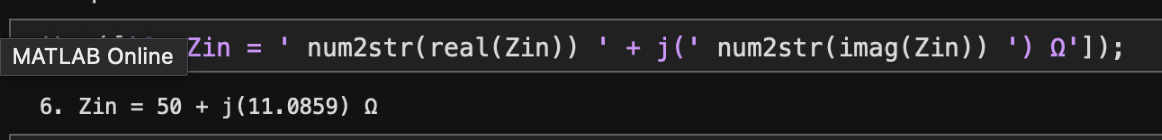 Zin = ' num2str(real(Zin)) ' + j(' num2str(imag(Zin)) ') Ω']);
MATLAB Online
6. Zin = 50 + j(11.0859) Ω